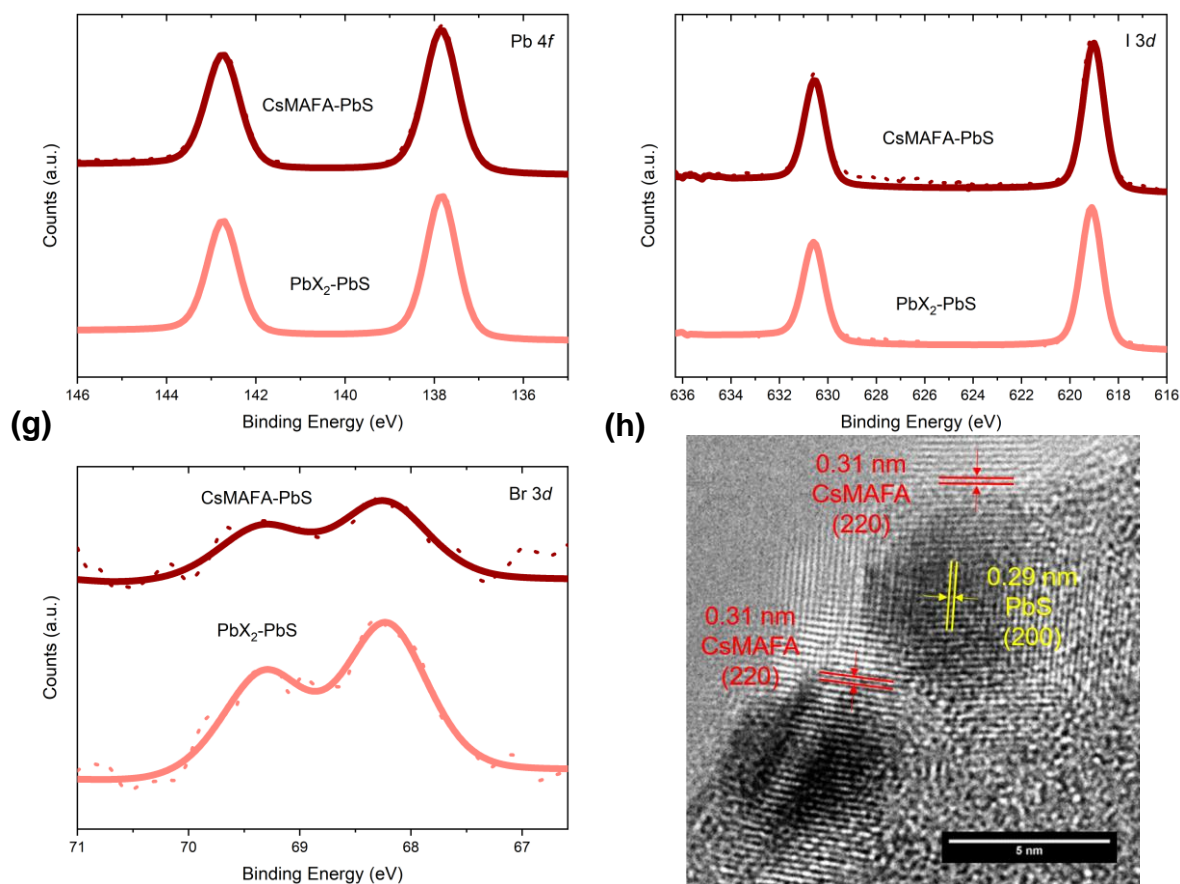 Pb 4f
CsMAFA-PbS
PbX₂-PbS
Counts (a.u.)
146 144 142 140 138 136
Binding Energy (eV)
I 3d
CsMAFA-PbS
PbX₂-PbS
Counts (a.u.)
636 634 632 630 628 626 624 622 620 618 616
Binding Energy (eV)
(g)
Br 3d
CsMAFA-PbS
PbX₂-PbS
Counts (a.u.)
71 70 69 68 67
Binding Energy (eV)
(h)
0.31 nm
CsMAFA
(220)
0.29 nm
PbS
(200)
0.31 nm
CsMAFA
(220)
5 nm